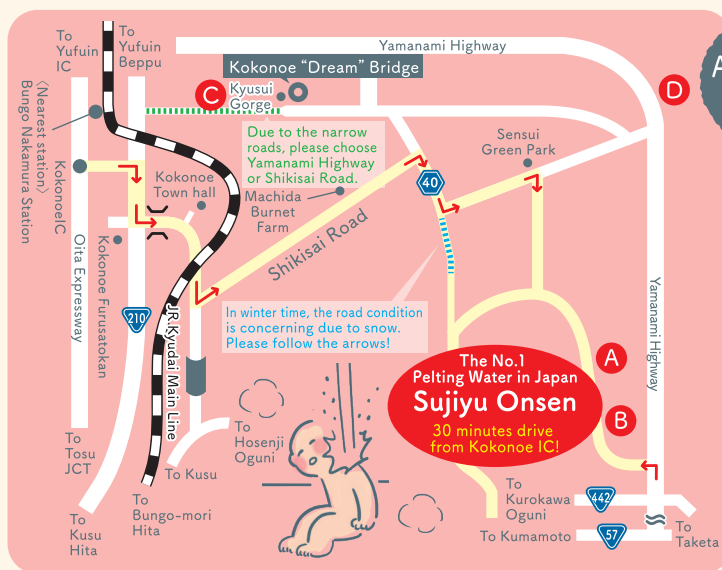 To
Yufuin
IC
To
Yufuin
Beppu
Yamanami Highway
A
Kokonoe “Dream” Bridge
C
Kyusui
Gorge
D
〈Nearest station〉
Bungo Nakamura Station
Due to the narrow
roads, please choose
Yamanami Highway
or Shikisai Road.
Sensui
Green Park
KokonoeIC
Kokonoe
Town hall
40
Machida
Burnet
Farm
Shikisai Road
Oita Expressway
Kokonoe Furusatokan
210
JR Kyudai Main Line
In winter time, the road condition
is concerning due to snow.
Please follow the arrows!
Yamanami Highway
The No.1
Pelting Water in Japan
Sujiyu Onsen
30 minutes drive
from Kokonoe IC!
A
B
To
Tosu
JCT
To
Hosenji
Oguni
To Kusu
To
Kusu
Hita
To
Bungo-mori
Hita
To
Kurokawa
Oguni
442
To Kumamoto
57
To
Taketa